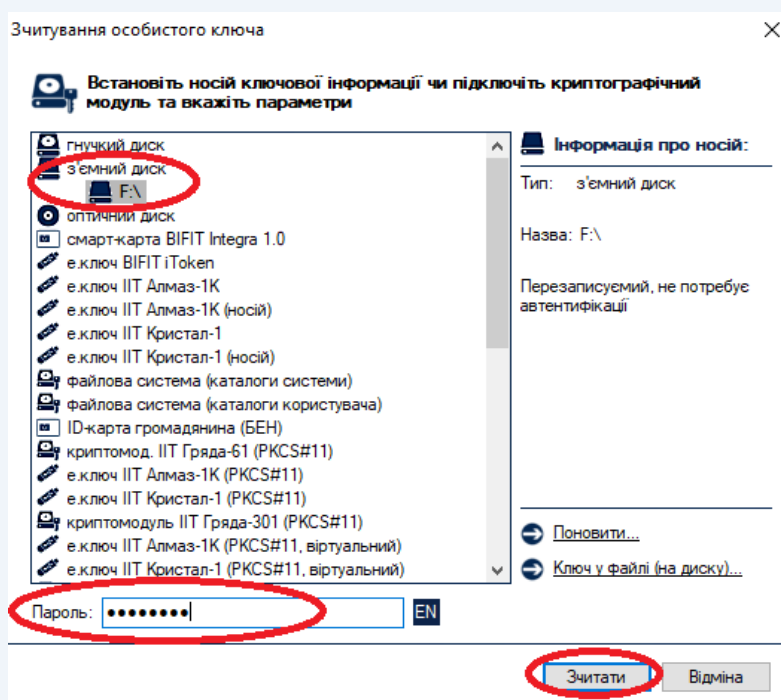 Зчитування особистого ключа
Встановіть носій ключової інформації чи підключіть криптографічний
модуль та вкажіть параметри
гнучкий диск
з'ємний диск
F:\
оптичний диск
смарт-карта BIFIT Integra 1.0
е.ключ BIFIT iToken
е.ключ ІІТ Алмаз-1К
е.ключ ІІТ Алмаз-1К (носій)
е.ключ ІІТ Кристал-1
е.ключ ІІТ Кристал-1 (носій)
файлова система (каталоги системи)
файлова система (каталоги користувача)
ID-карта громадянина (БЕН)
криптомод. ІІТ Гряда-61 (PKCS#11)
е.ключ ІІТ Алмаз-1К (PKCS#11)
е.ключ ІІТ Кристал-1 (PKCS#11)
криптомодуль ІІТ Гряда-301 (PKCS#11)
е.ключ ІІТ Алмаз-1К (PKCS#11, віртуальний)
е.ключ ІІТ Кристал-1 (PKCS#11, віртуальний)
Інформація про носій:
Тип: з'ємний диск
Назва: F:\
Перезаписуемий, не потребує
автентифікації
Поновити...
Ключ у файлі (на диску)...
Пароль: ●●●●●●●● EN
Зчитати Відміна